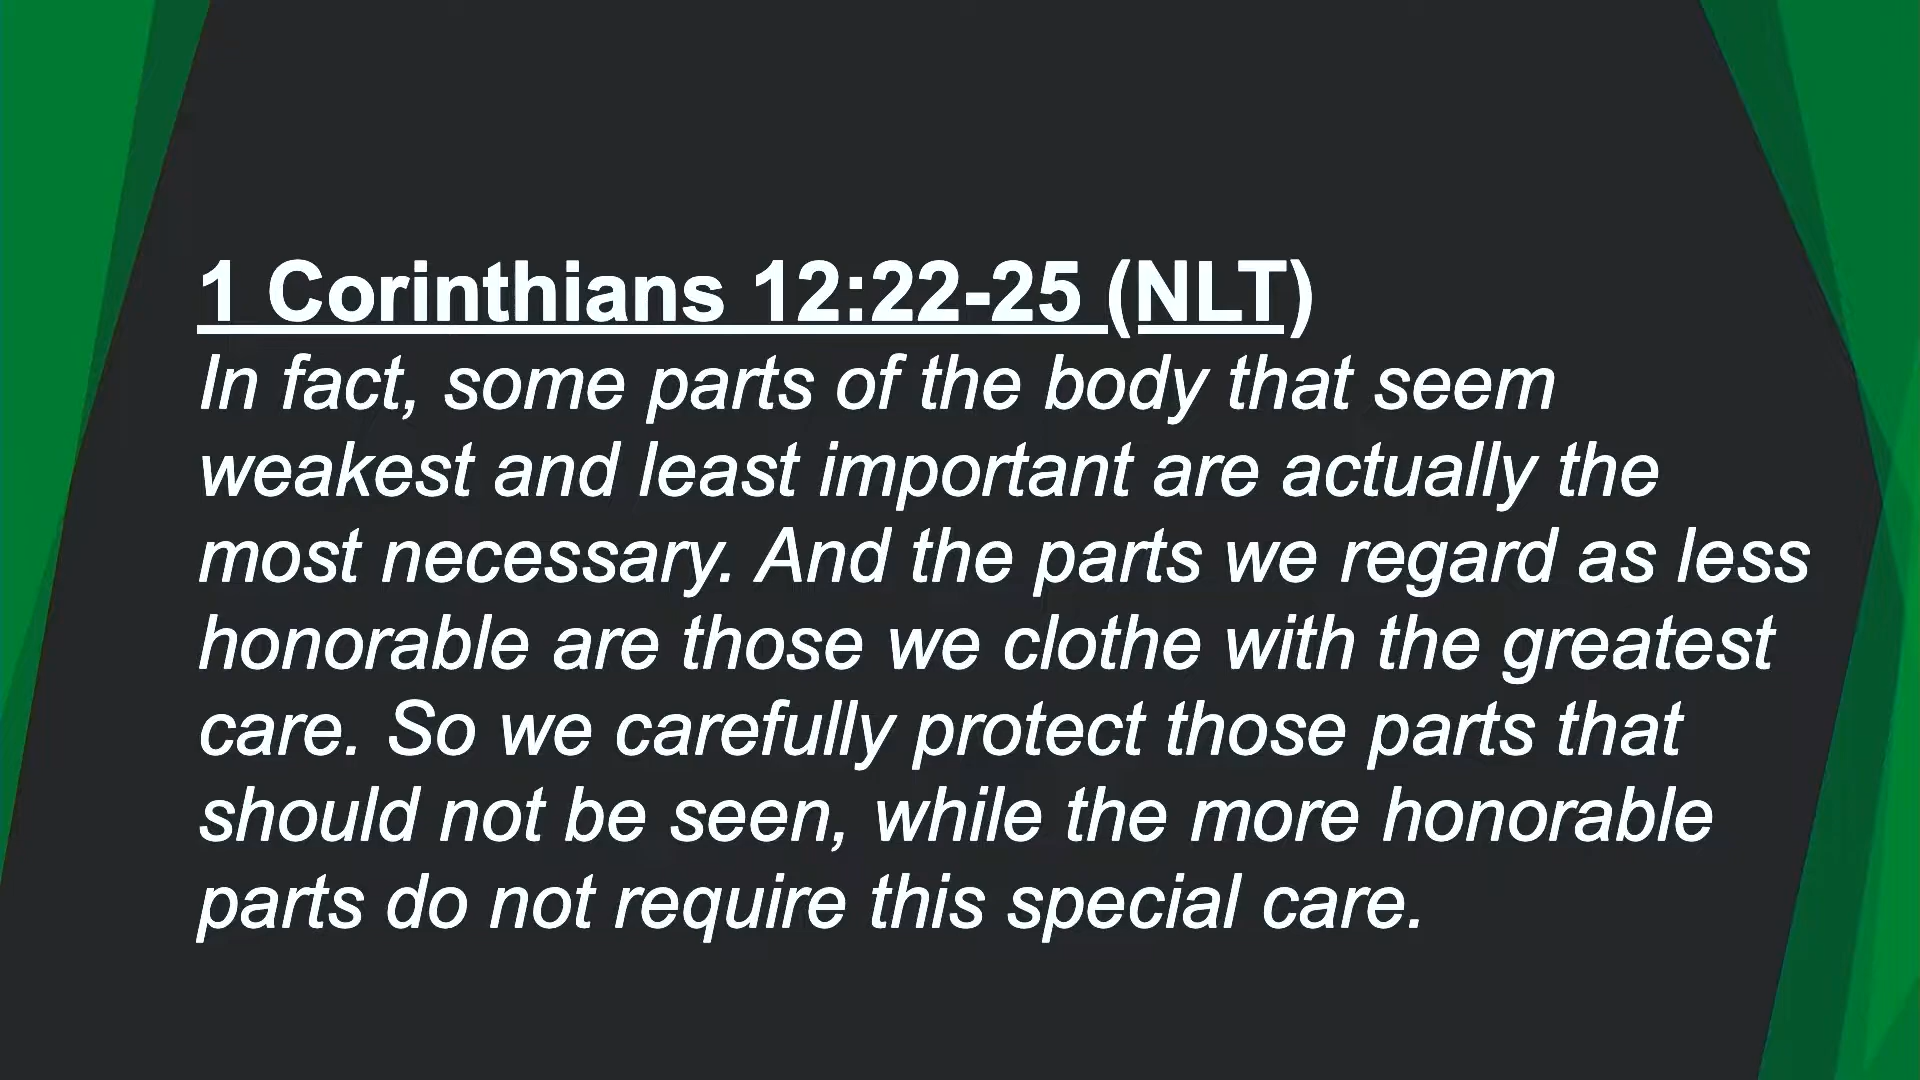 1 Corinthians 12:22-25 (NLT)
In fact, some parts of the body that seem
weakest and least important are actually the
most necessary. And the parts we regard as less
honorable are those we clothe with the greatest
care. So we carefully protect those parts that
should not be seen, while the more honorable
parts do not require this special care.